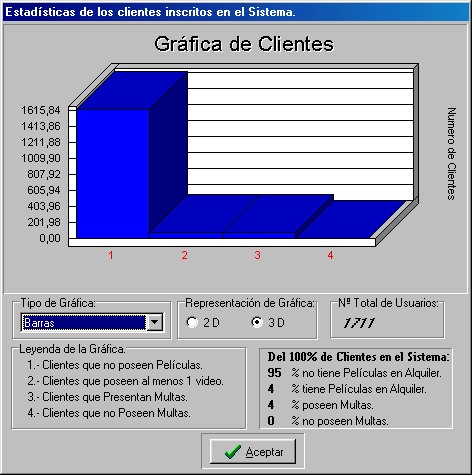 Estadísticas de los clientes inscritos en el Sistema.
Gráfica de Clientes
1615,84
1413,86
1211,88
1009,90
807,92
605,94
403,96
201,98
0,00
1 2 3 4
Numero de Clientes
Tipo de Gráfica:
Barras
Representación de Gráfica:
2 D 3 D
Nº Total de Usuarios:
1711
Leyenda de la Gráfica.
1.- Clientes que no poseen Películas.
2.- Clientes que poseen al menos 1 video.
3.- Clientes que Presentan Multas.
4.- Clientes que no Poseen Multas.
Del 100% de Clientes en el Sistema:
95 % no tiene Películas en Alquiler.
4 % tiene Películas en Alquiler.
4 % poseen Multas.
0 % no poseen Multas.
Aceptar